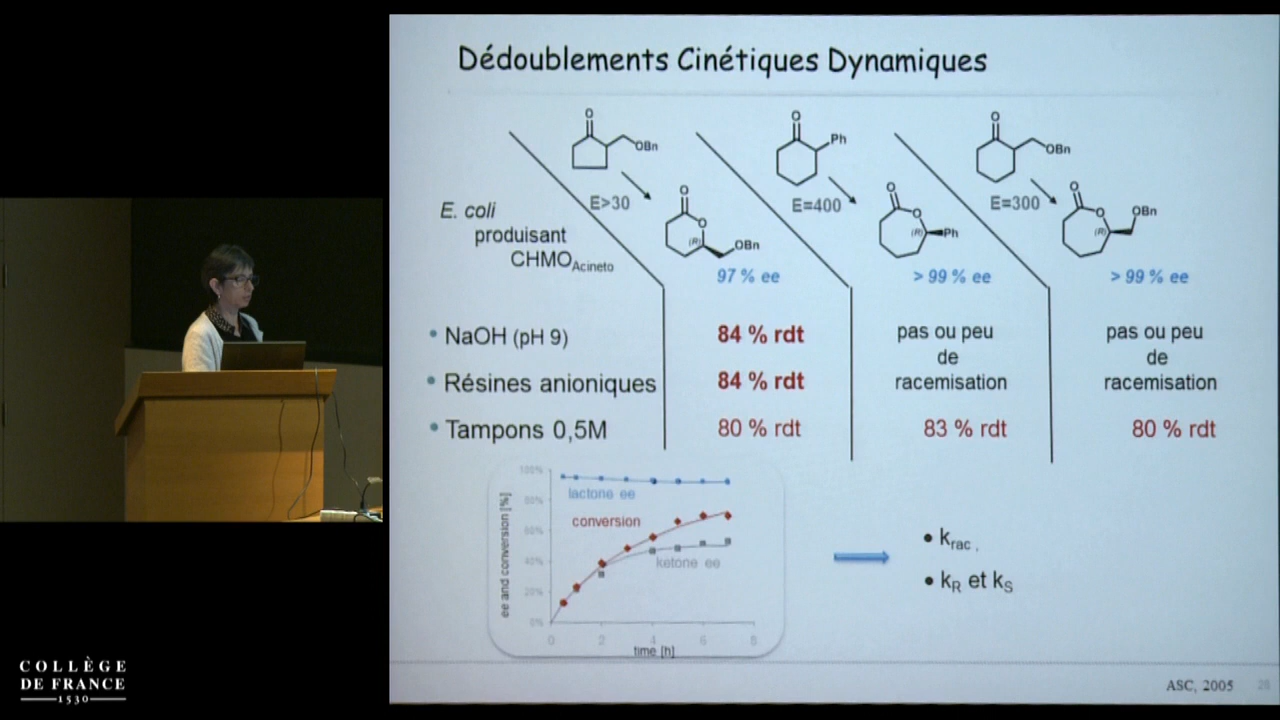 Dédoublements Cinétiques Dynamiques
O
OBn
O
Ph
O
OBn
E>30
E=400
E=300
O
O
(R)
OBn
O
O
(R)
Ph
O
O
(R)
OBn
E. coli
produisant
CHMOAcineto
97 % ee
> 99 % ee
> 99 % ee
• NaOH (pH 9)
84 % rdt
pas ou peu
de
racemisation
pas ou peu
de
racemisation
• Résines anioniques
84 % rdt
• Tampons 0,5M
80 % rdt
83 % rdt
80 % rdt
ee and conversion [%]
100%
80%
60%
40%
20%
0%
lactone ee
conversion
ketone ee
0 2 4 6 8
time [h]
• krac ,
• kR et kS
ASC, 2005
26
COLLÈGE
DE FRANCE
1530